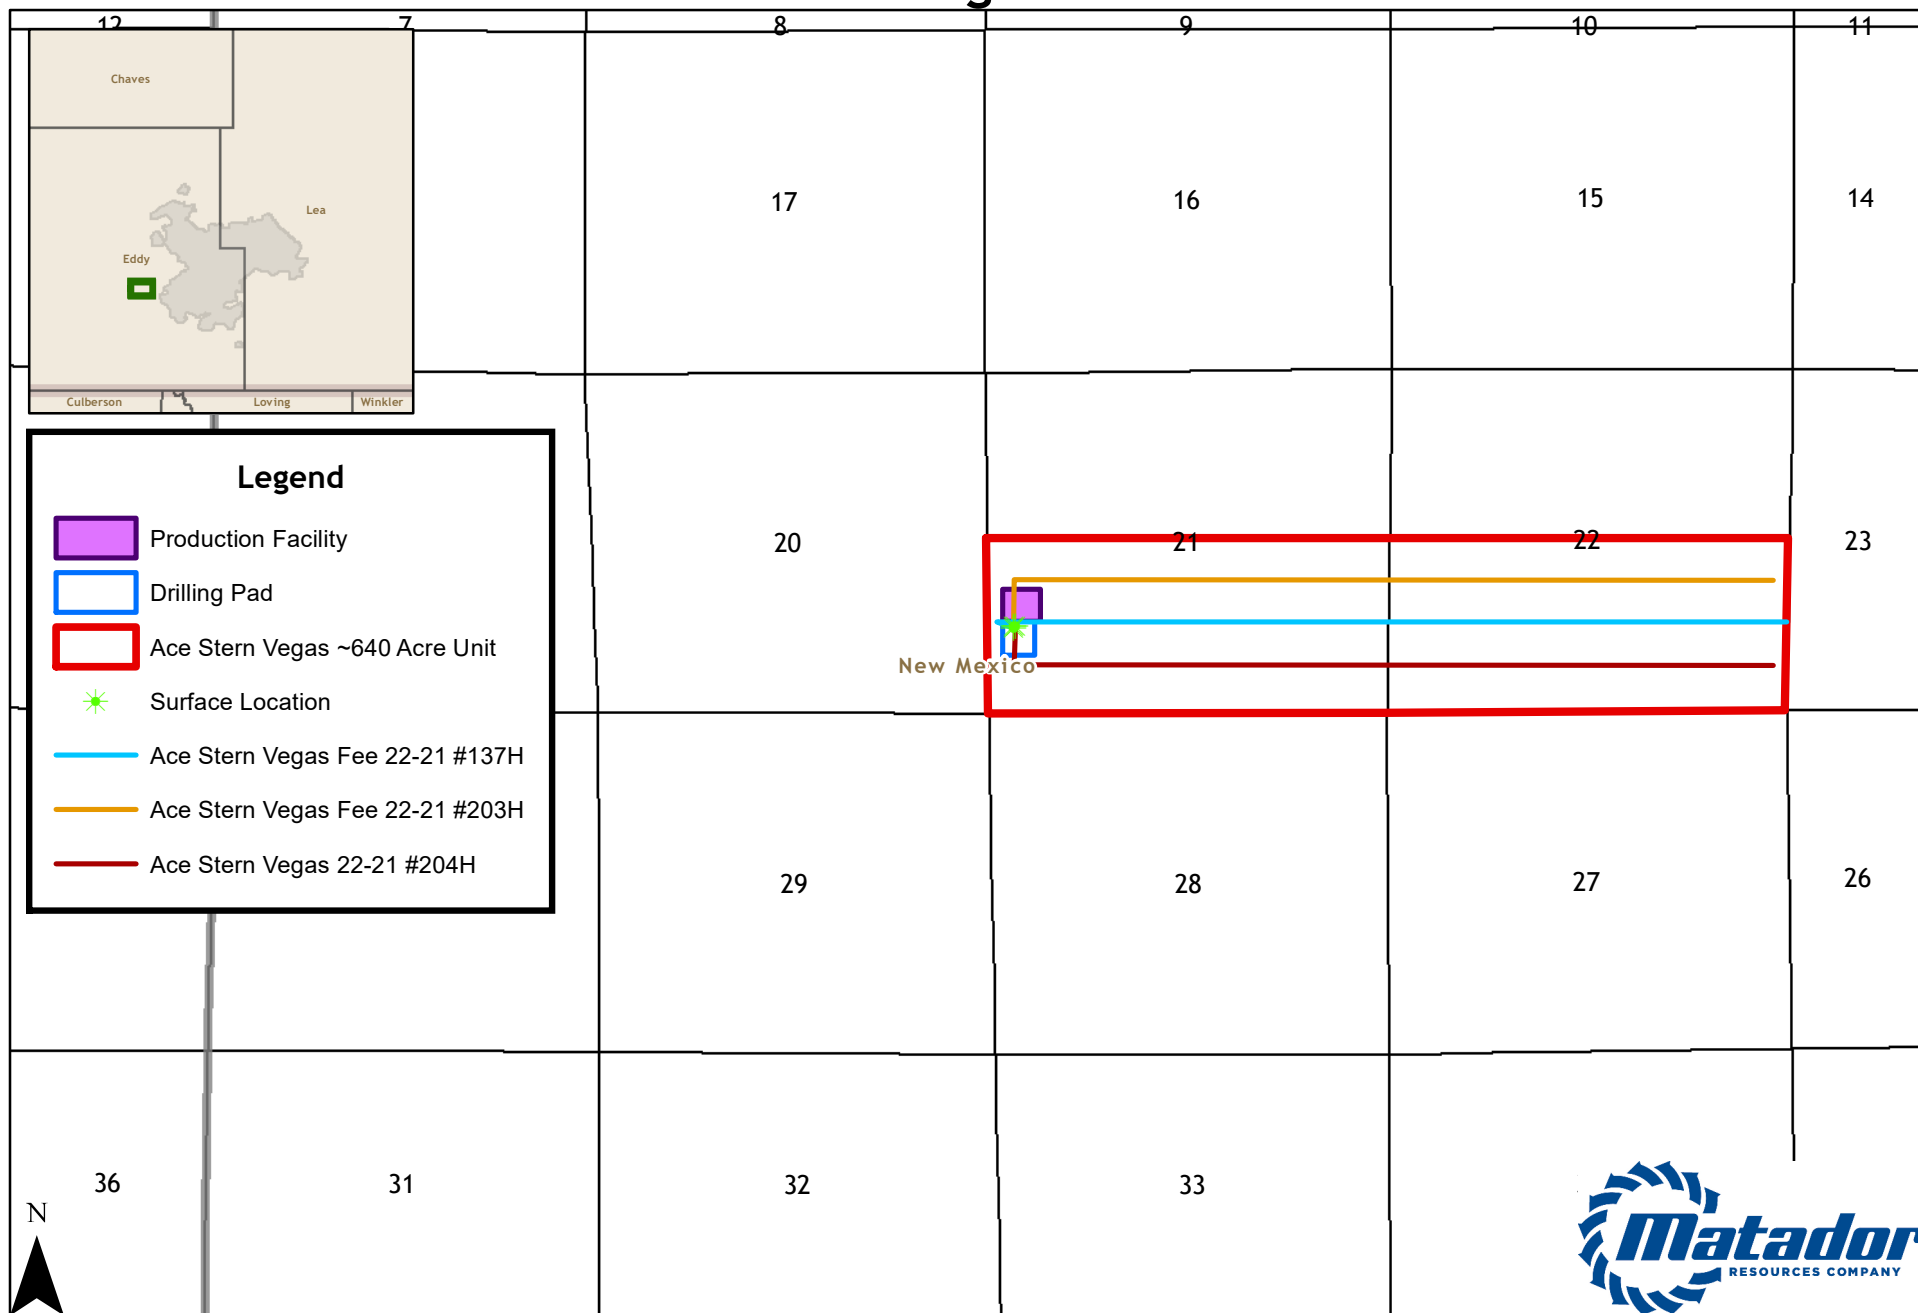 12 7 8 9 10 11
Chaves
Lea
Eddy
Culberson Loving Winkler
17 16 15 14
Legend
Production Facility
Drilling Pad
Ace Stern Vegas ~640 Acre Unit
Surface Location
Ace Stern Vegas Fee 22-21 #137H
Ace Stern Vegas Fee 22-21 #203H
Ace Stern Vegas 22-21 #204H
20 21 22 23
New Mexico
29 28 27 26
36 31 32 33
N
Matador
RESOURCES COMPANY